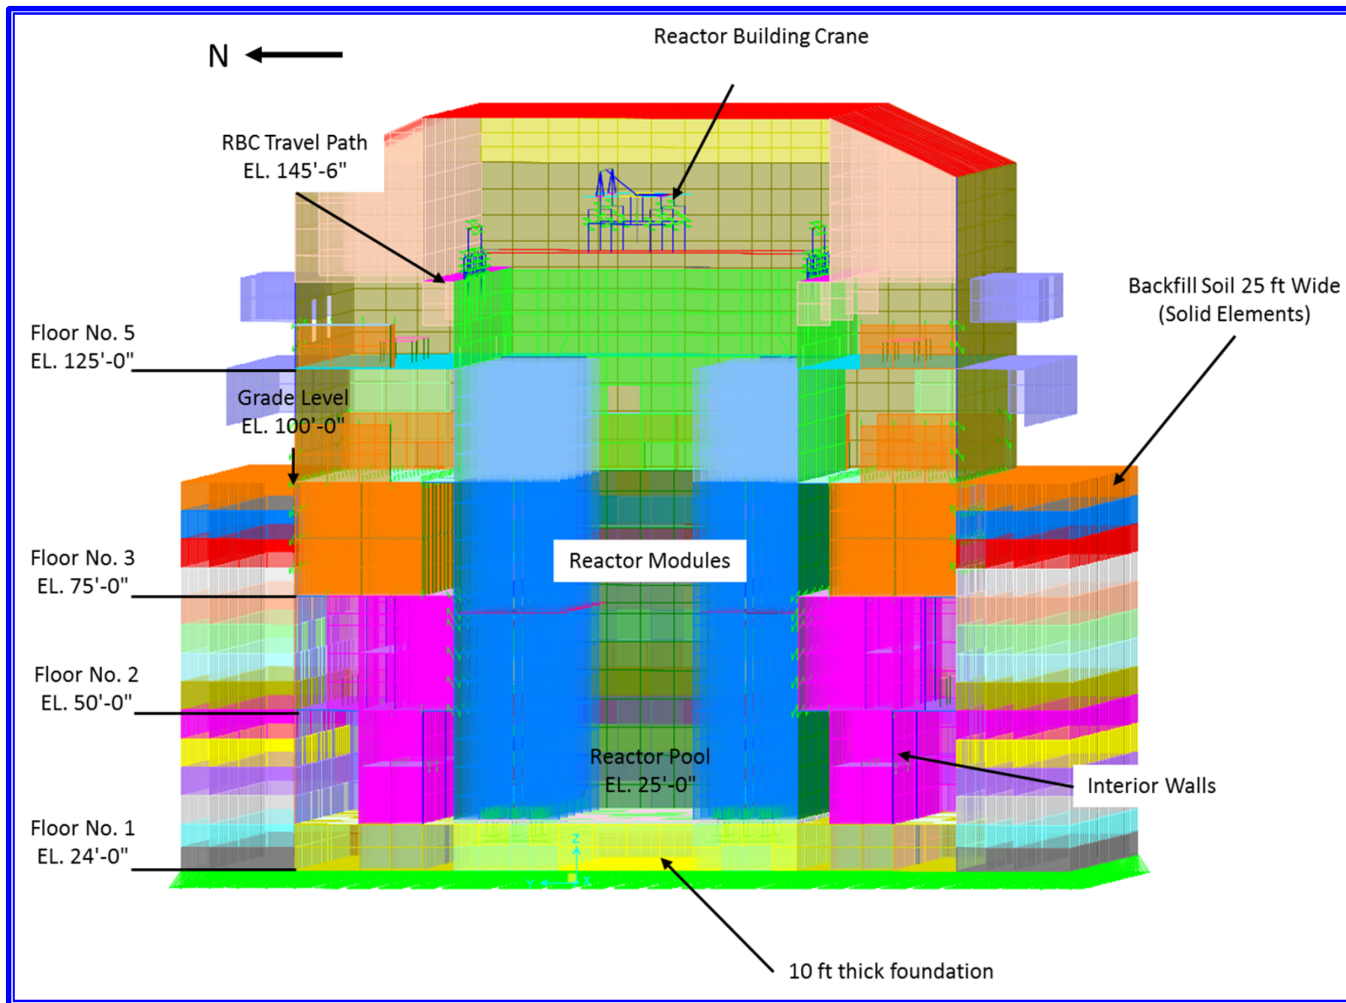 Reactor Building Crane
N
RBC Travel Path
EL. 145'-6"
Backfill Soil 25 ft Wide
(Solid Elements)
Floor No. 5
EL. 125'-0"
Grade Level
EL. 100'-0"
Floor No. 3
EL. 75'-0"
Reactor Modules
Floor No. 2
EL. 50'-0"
Reactor Pool
EL. 25'-0"
Interior Walls
Floor No. 1
EL. 24'-0"
Z
Y
X
10 ft thick foundation